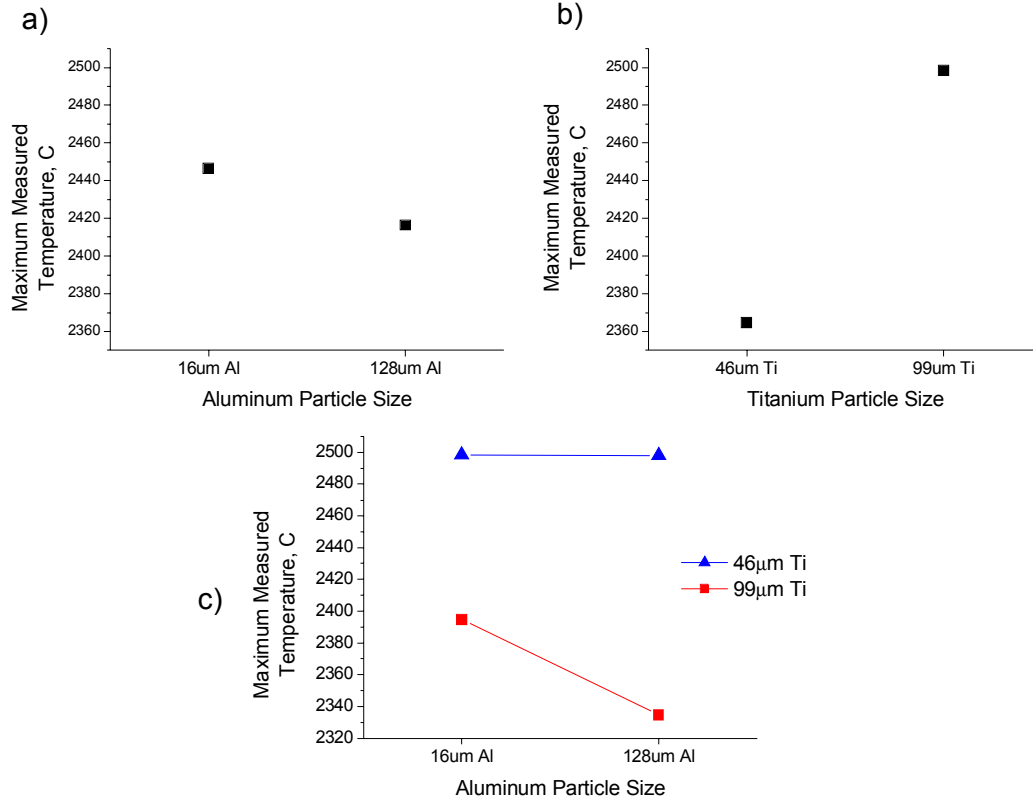 a)
Maximum Measured
Temperature, C
2500
2480
2460
2440
2420
2400
2380
2360
16um Al
128um Al
Aluminum Particle Size
b)
Maximum Measured
Temperature, C
2500
2480
2460
2440
2420
2400
2380
2360
46um Ti
99um Ti
Titanium Particle Size
c)
Maximum Measured
Temperature, C
2500
2480
2460
2440
2420
2400
2380
2360
2340
2320
16um Al
128um Al
Aluminum Particle Size
46μm Ti
99μm Ti